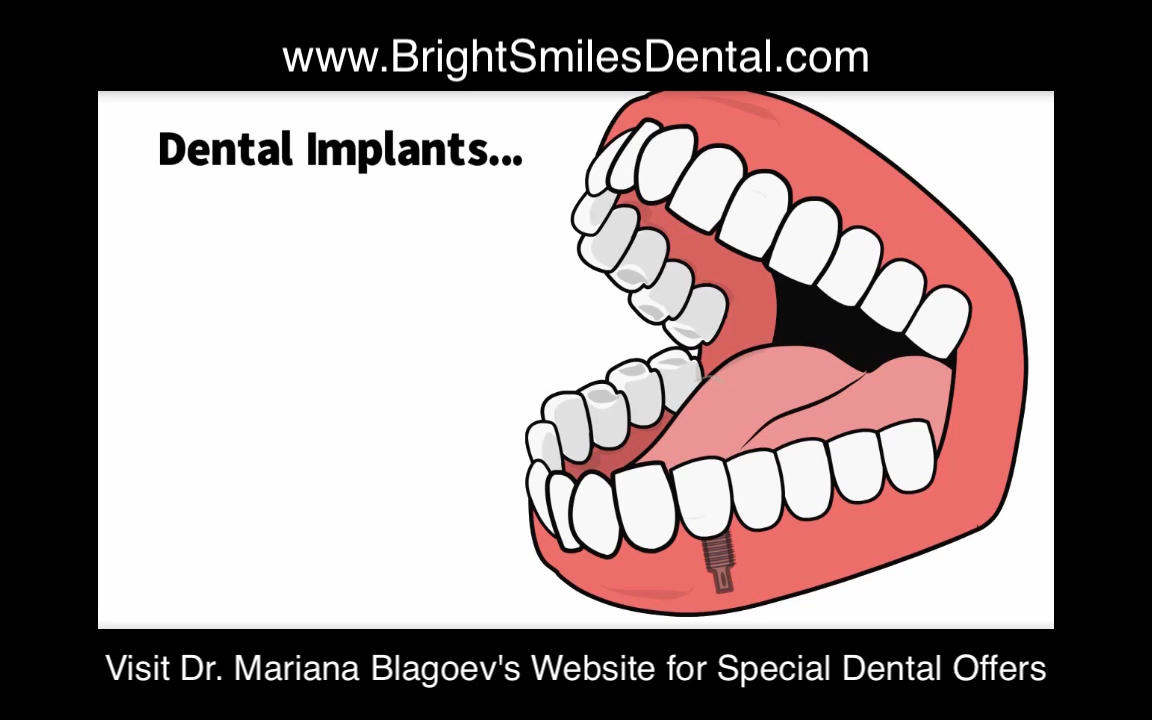 www.BrightSmilesDental.com
Dental Implants...
Visit Dr. Mariana Blagoev's Website for Special Dental Offers